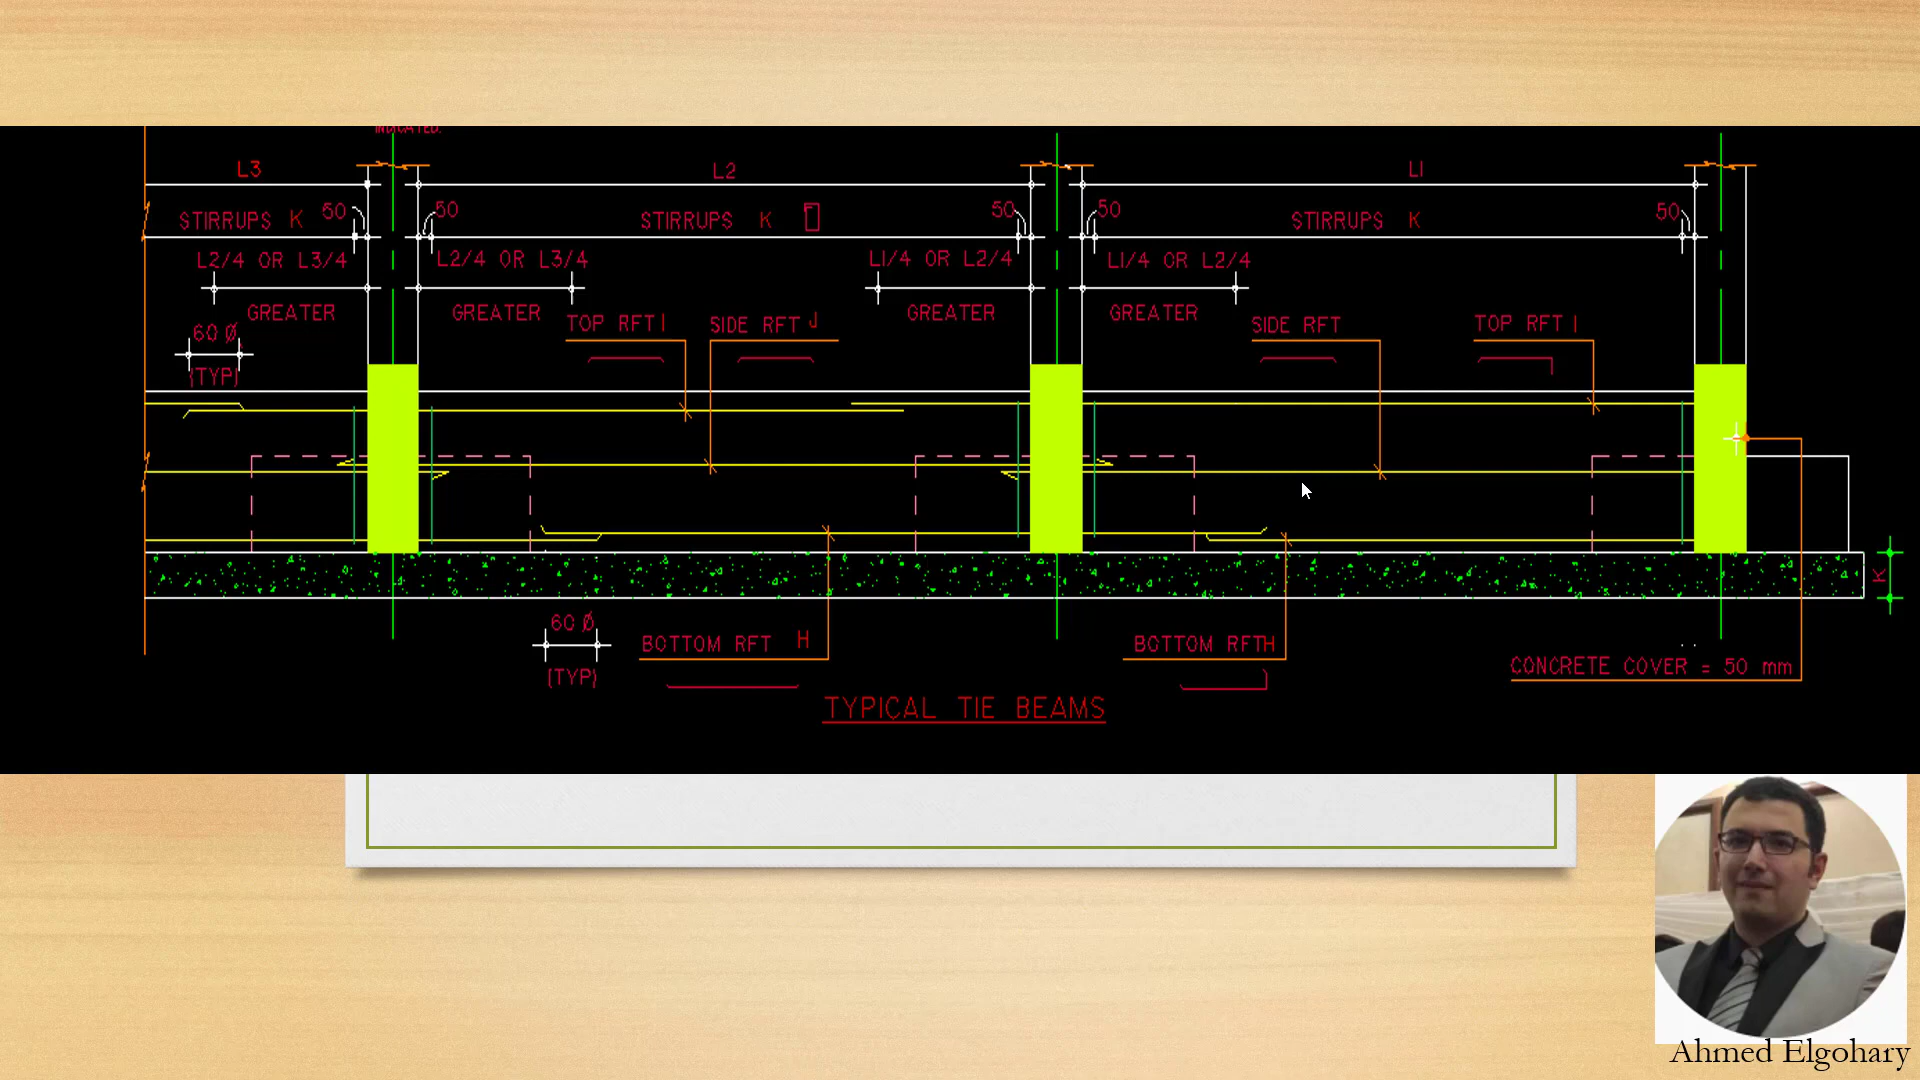 INDICATED.
L3
L2
L1
STIRRUPS K
50
50
STIRRUPS K
50
50
STIRRUPS K
50
L2/4 OR L3/4
L2/4 OR L3/4
L1/4 OR L2/4
L1/4 OR L2/4
GREATER
GREATER
GREATER
GREATER
60 Ø
(TYP)
TOP RFT I
SIDE RFT J
SIDE RFT
TOP RFT I
K
60 Ø
(TYP)
BOTTOM RFT H
BOTTOM RFT H
CONCRETE COVER = 50 mm
TYPICAL TIE BEAMS
Ahmed Elgohary